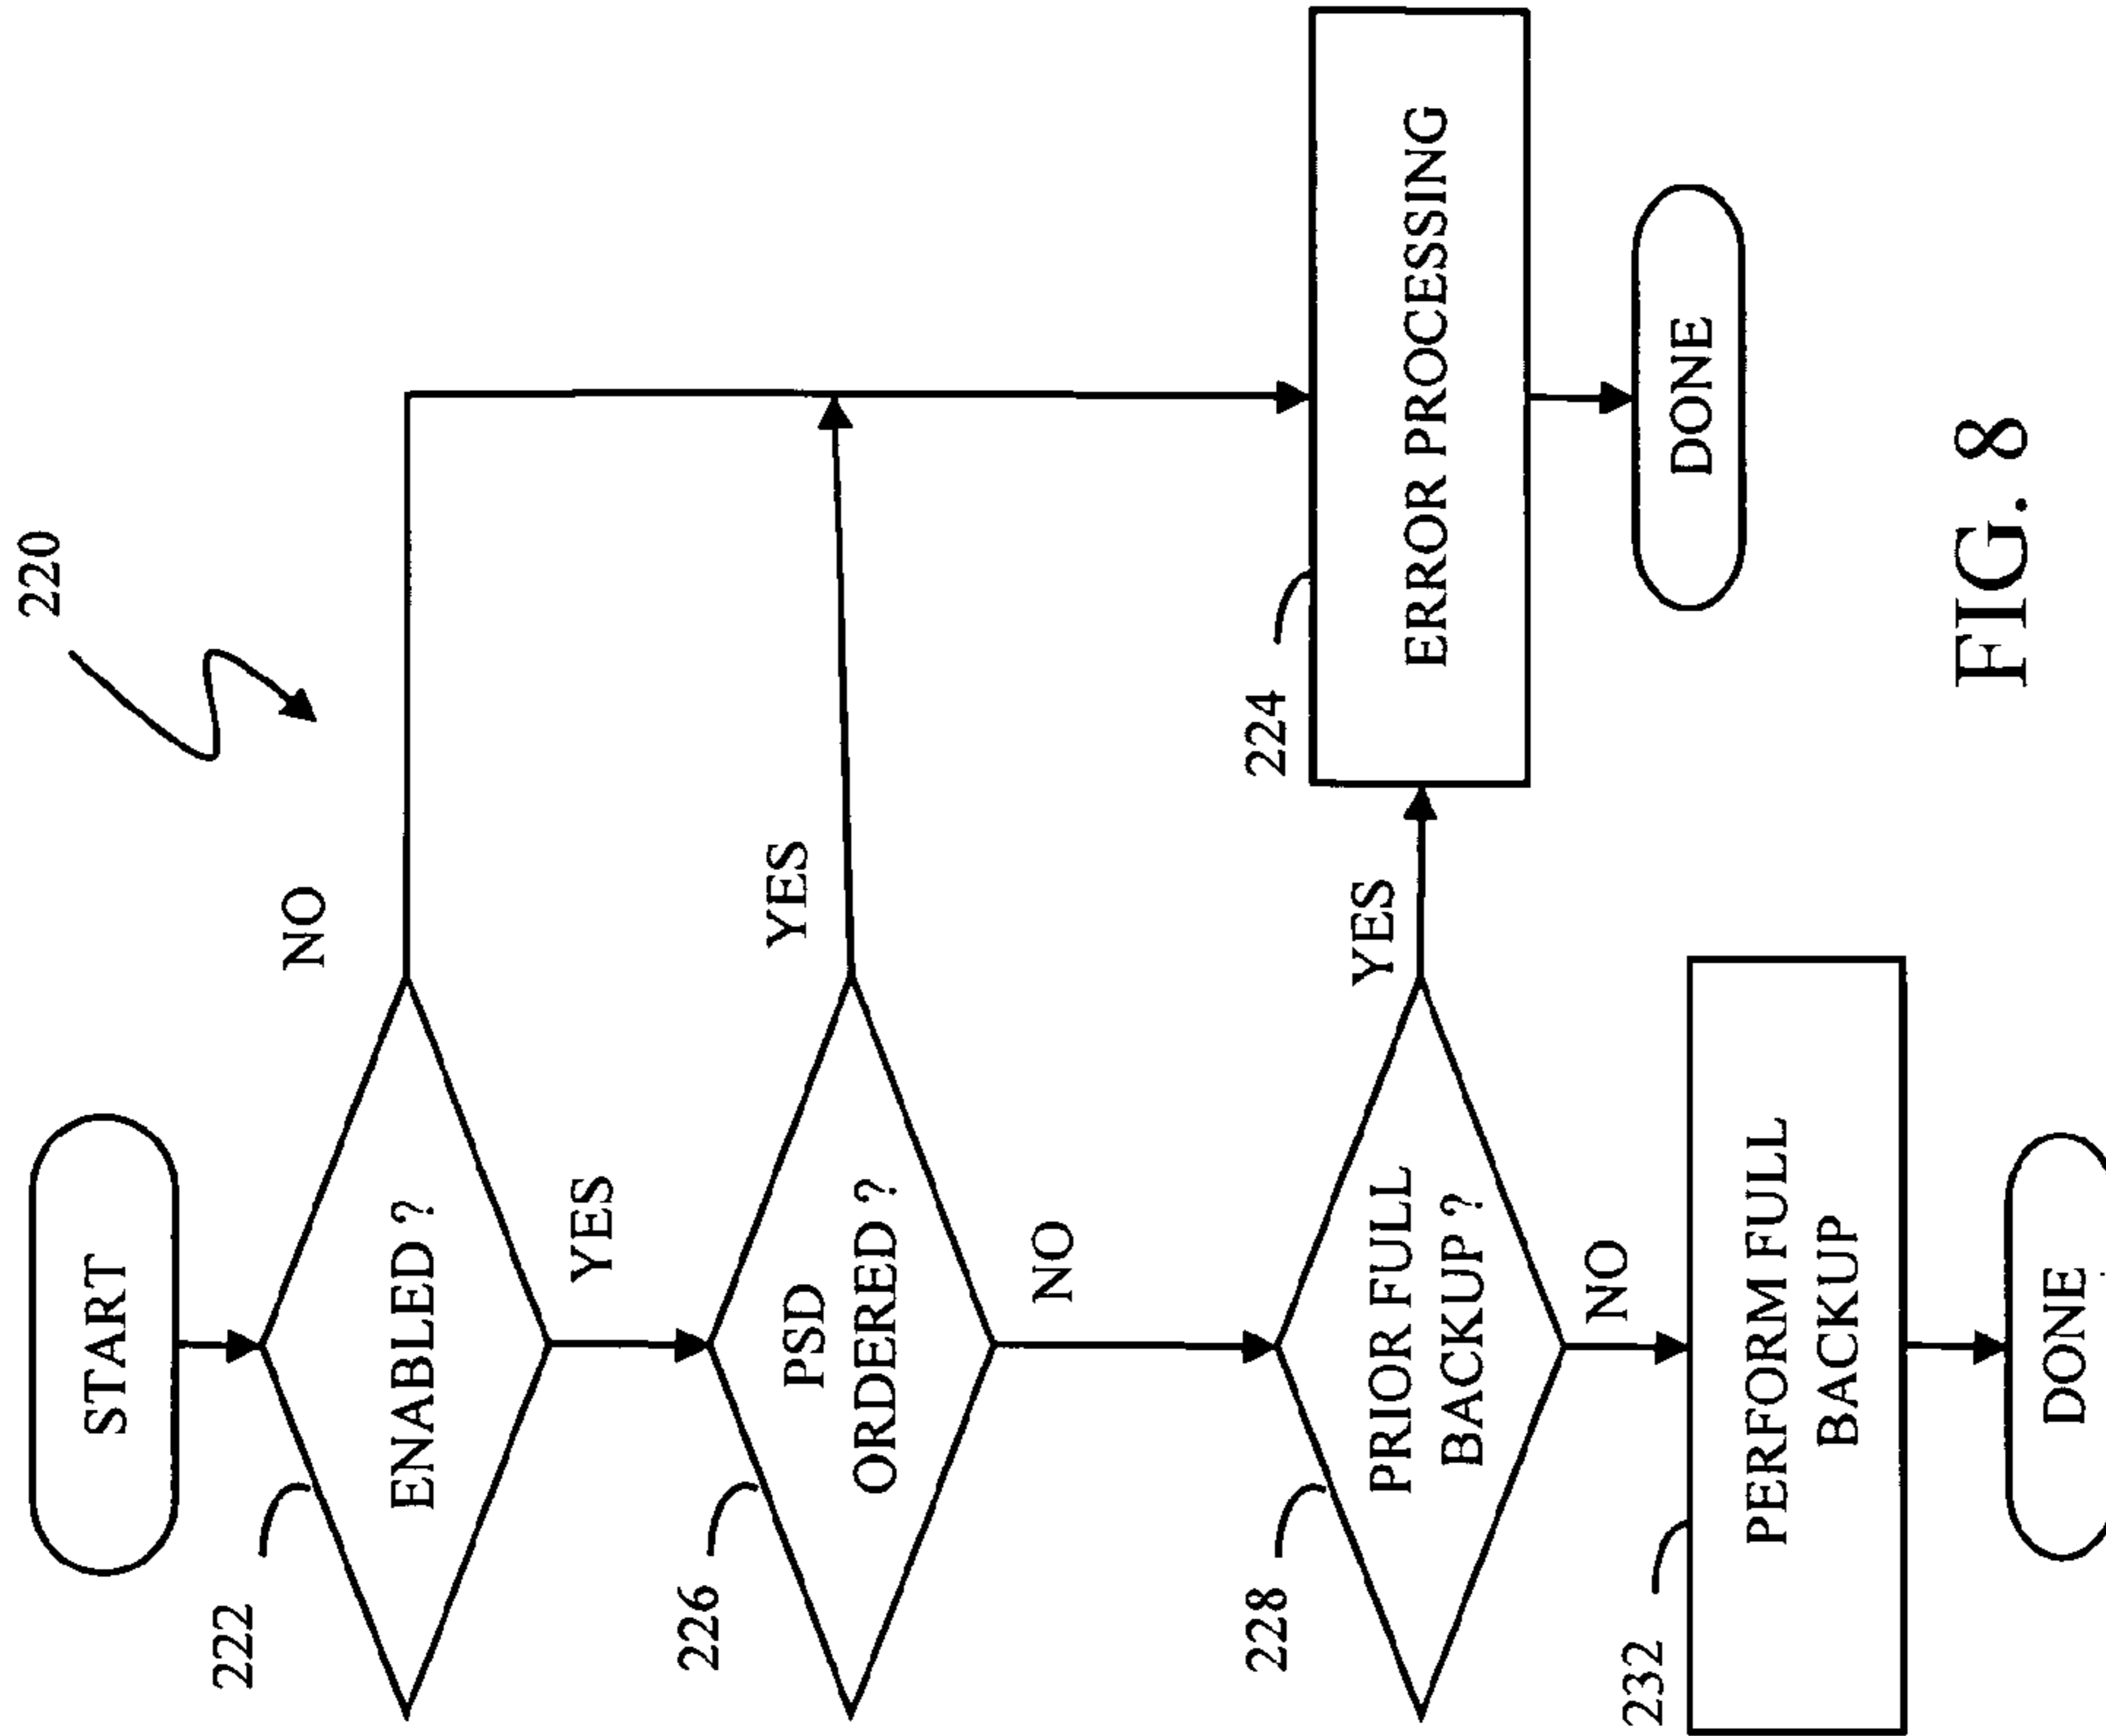 220
START
222
ENABLED ?
NO
YES
226
PSD
ORDERED ?
YES
NO
228
PRIOR FULL
BACKUP ?
YES
NO
224
ERROR PROCESSING
DONE
232
PERFORM FULL
BACKUP
DONE
FIG. 8